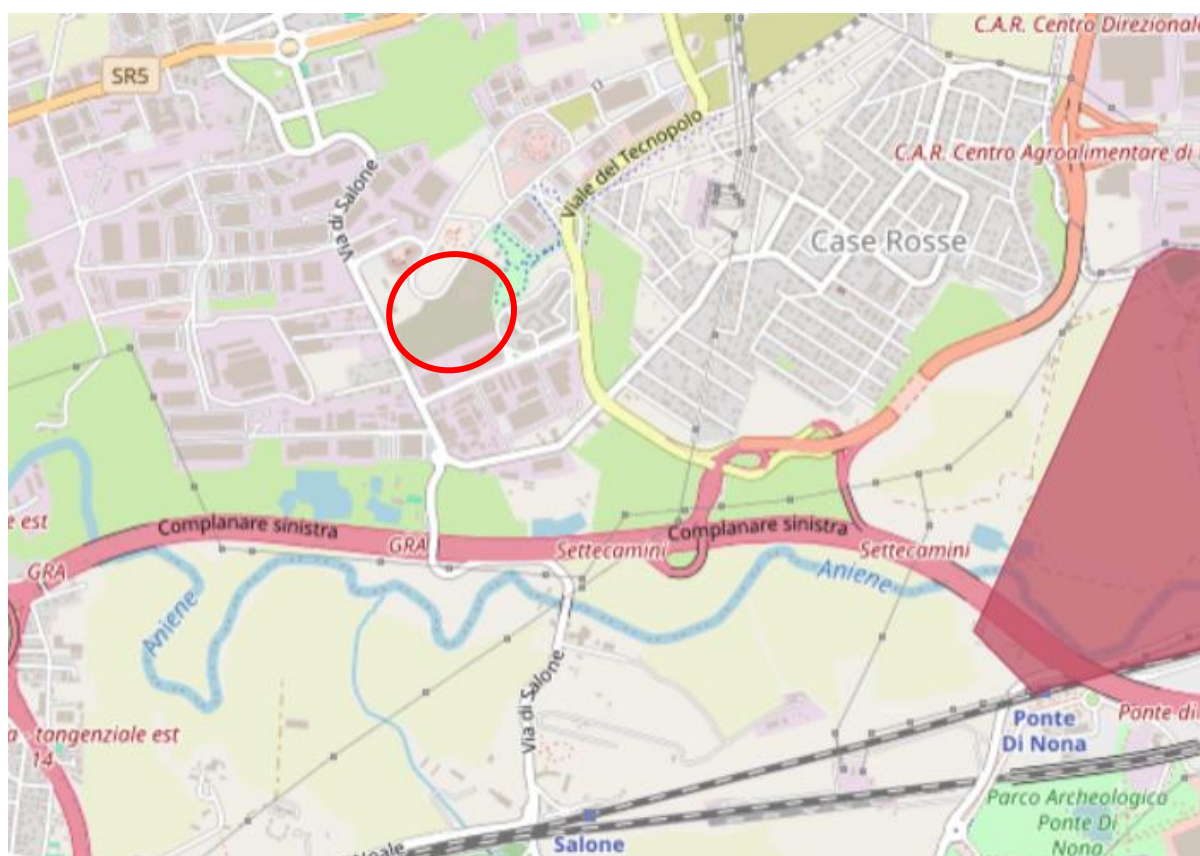 C.A.R. Centro Direzionale
SR5
Viale del Tecnopolo
C.A.R. Centro Agroalimentare di
Via di Salone
Case Rosse
e est
Complanare sinistra
GRA
Settecamini
Complanare sinistra
Settecamini
GRA
Aniene
Aniene
Via di Salone
tangenziale est
14
Ponte
Di Nona
Ponte di
Parco Archeologico
Ponte Di
Nona
Salone
Noale